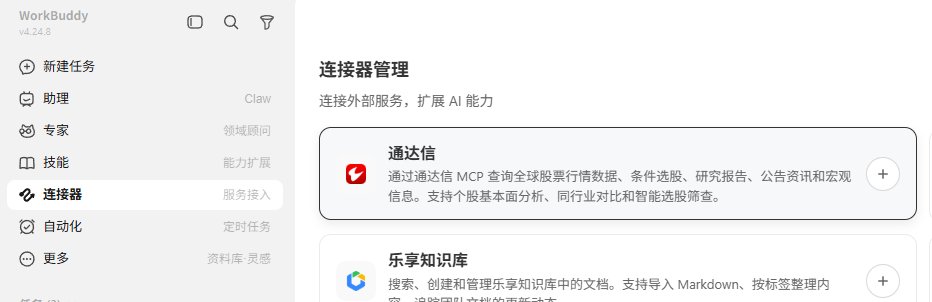 WorkBuddy
v4.24.8
新建任务
助理 Claw
专家 领域顾问
技能 能力扩展
连接器 服务接入
自动化 定时任务
更多 资料库·灵感
连接器管理
连接外部服务，扩展 AI 能力
通达信
通过通达信 MCP 查询全球股票行情数据、条件选股、研究报告、公告资讯和宏观
信息。支持个股基本面分析、同行业对比和智能选股筛查。
乐享知识库
搜索、创建和管理乐享知识库中的文档。支持导入 Markdown、按标签整理内